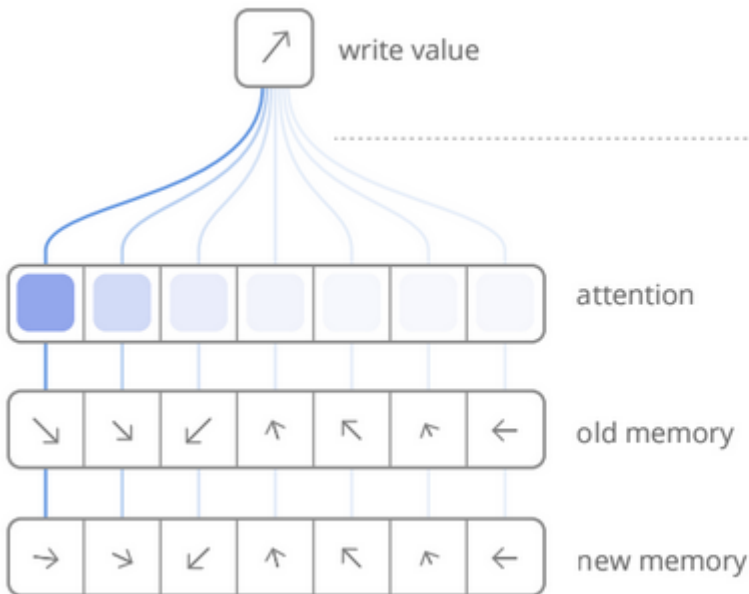 write value
attention
old memory
new memory